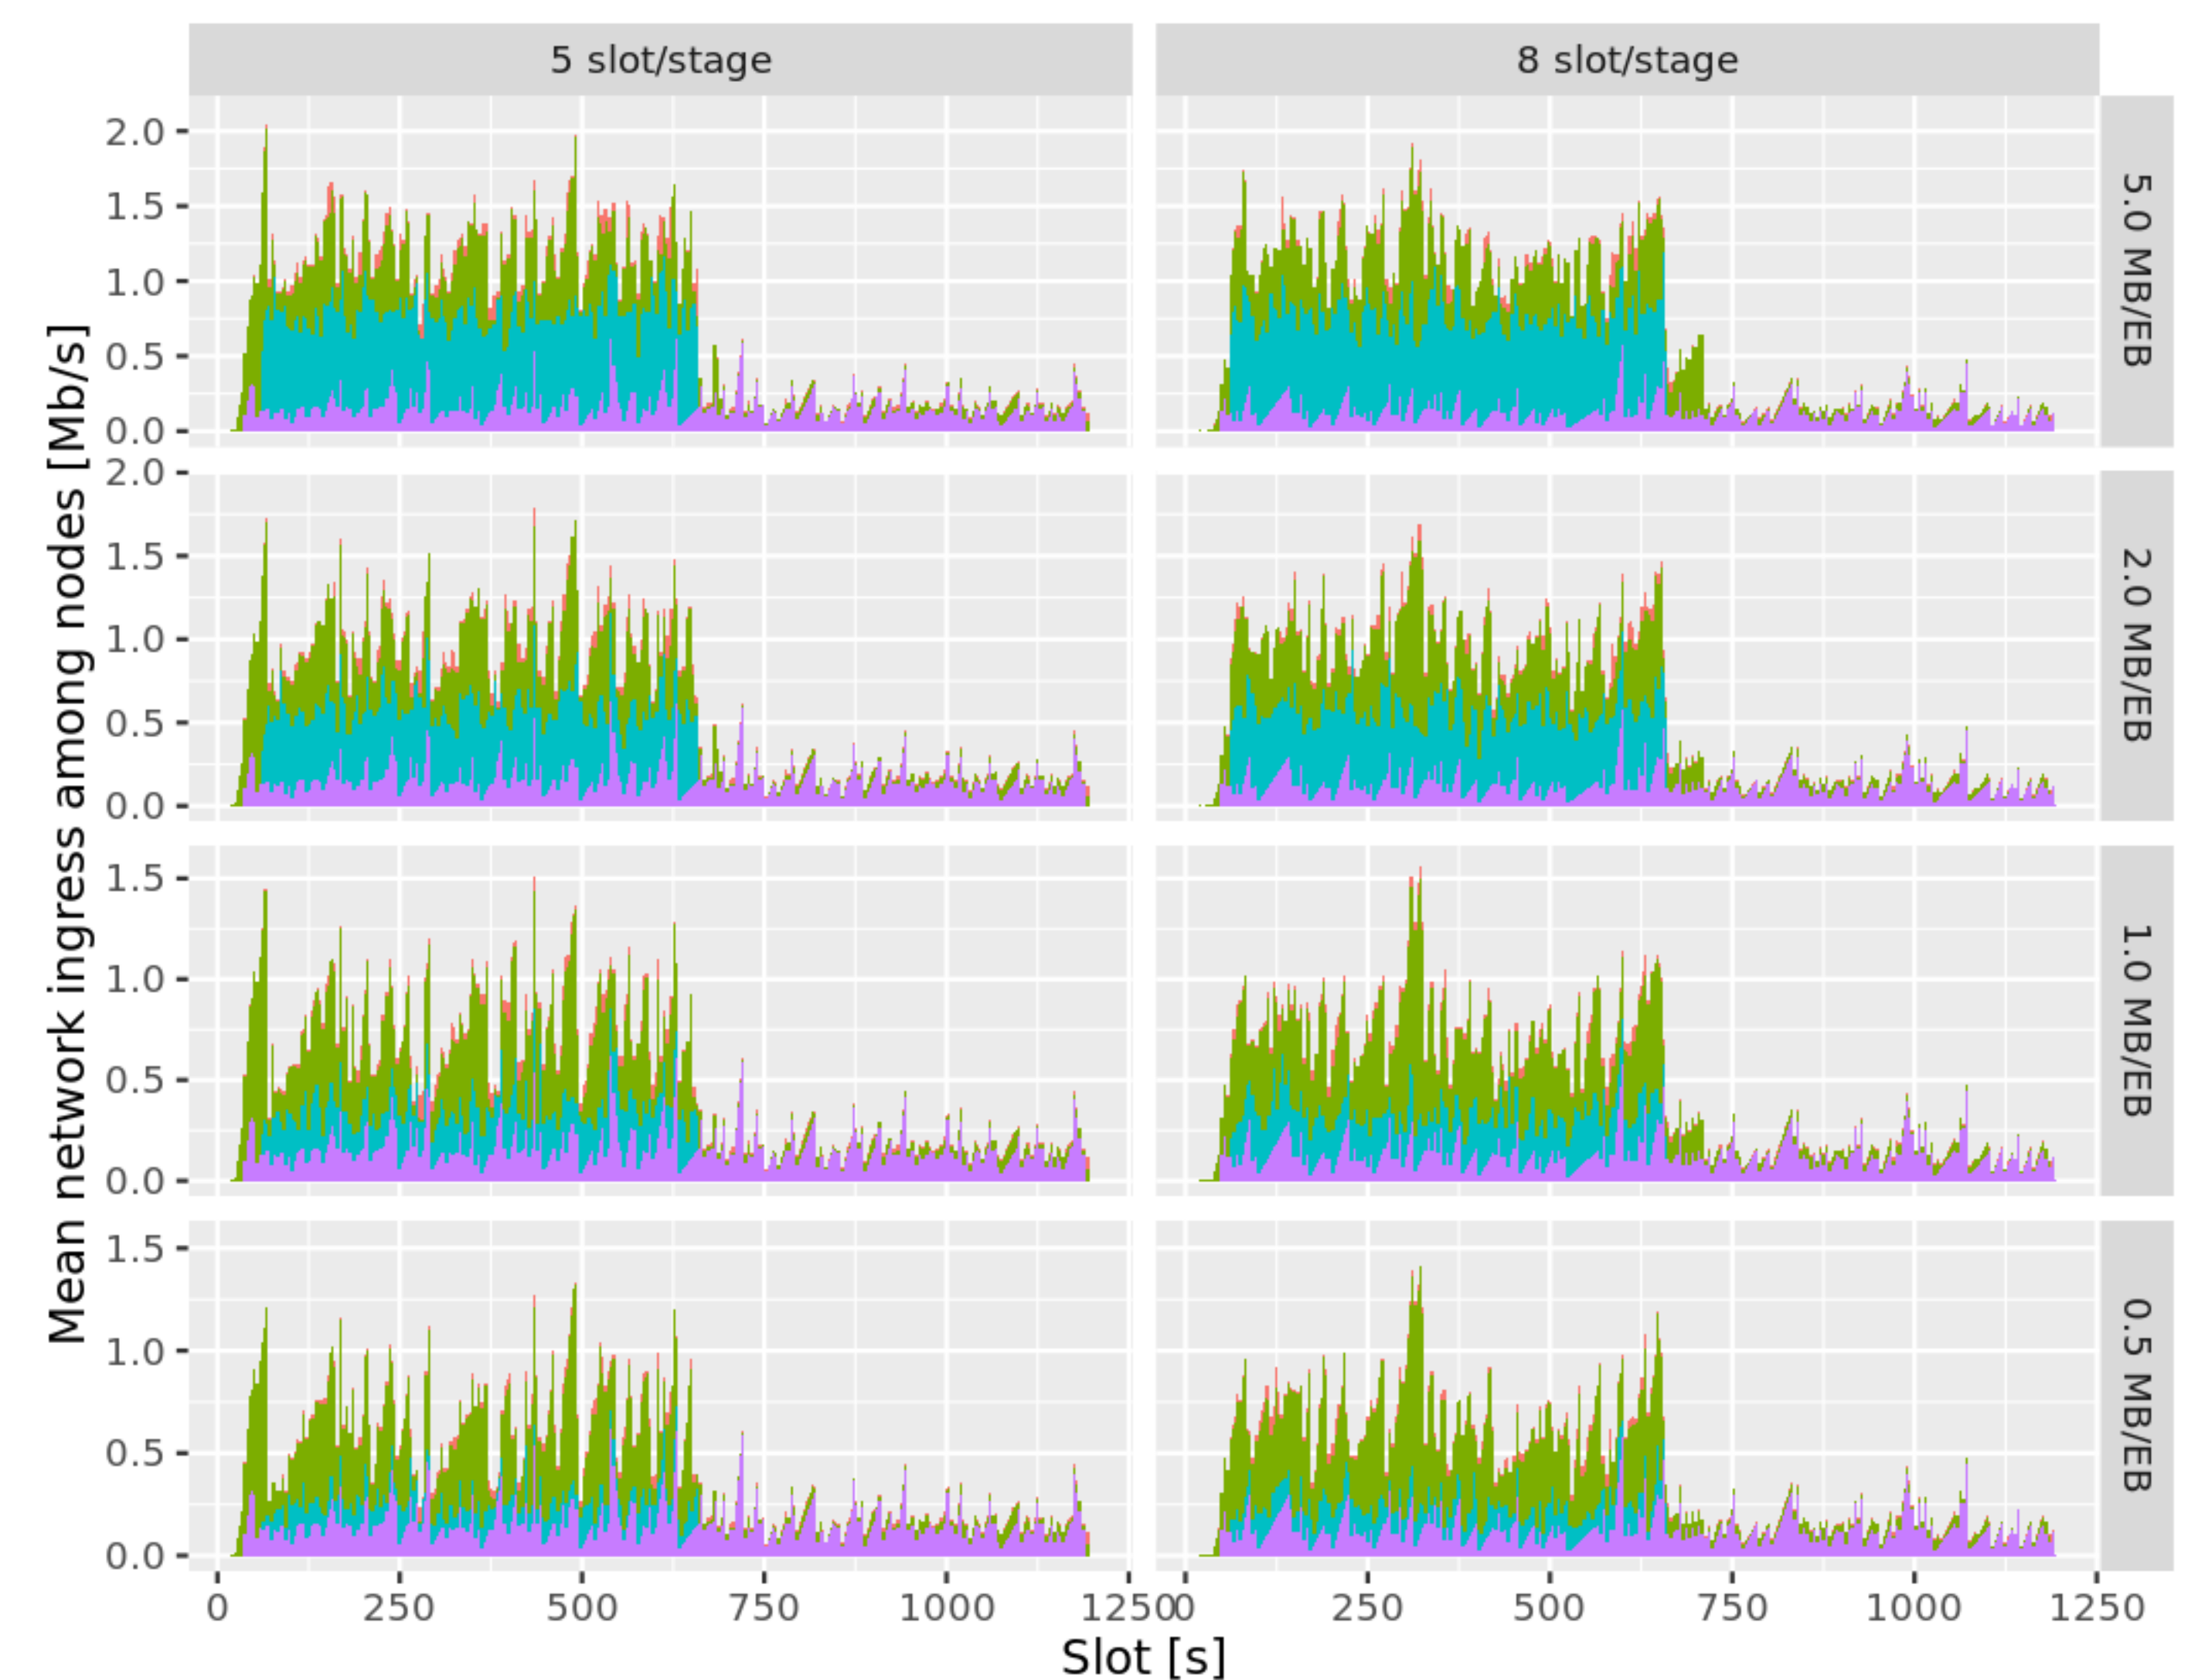 5 slot/stage
8 slot/stage
Mean network ingress among nodes [Mb/s]
2.0
1.5
1.0
0.5
0.0
5.0 MB/EB
2.0
1.5
1.0
0.5
0.0
2.0 MB/EB
1.5
1.0
0.5
0.0
1.0 MB/EB
1.5
1.0
0.5
0.0
0.5 MB/EB
0 250 500 750 1000 1250 0 250 500 750 1000 1250
Slot [s]